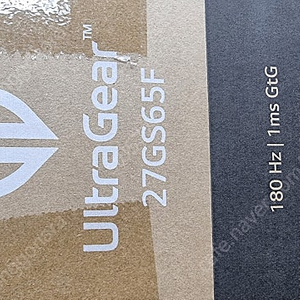 UltraGear™
27GS65F
180 Hz | 1ms GtG